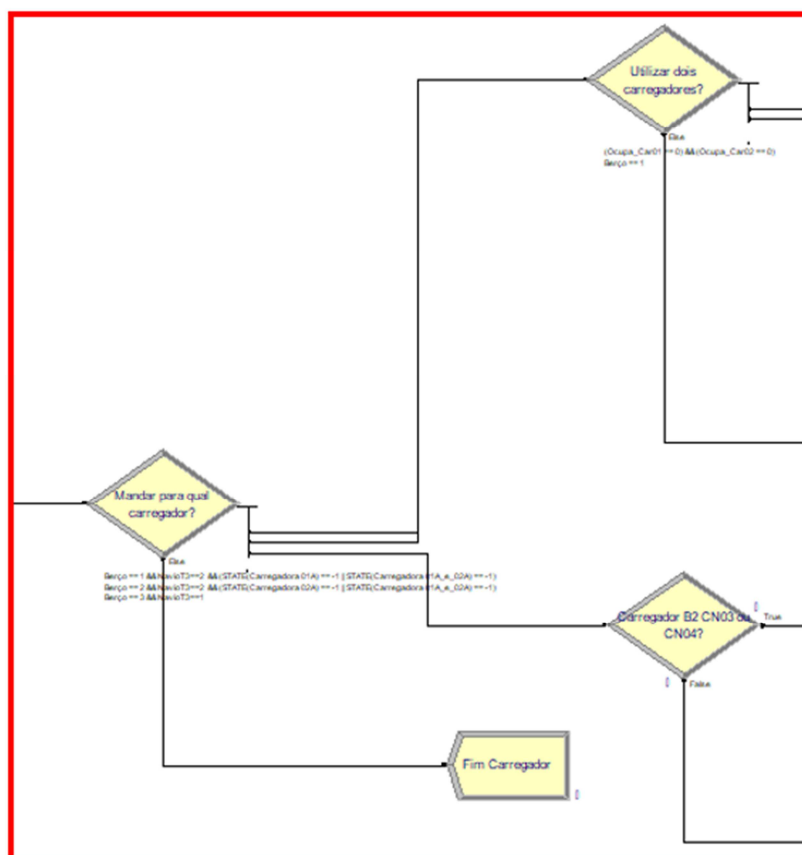 Utilizar dois
carregadores?
Else
(Ocupa_Car01 == 0) && (Ocupa_Car02 == 0)
Berço == 1
Mandar para qual
carregador?
Else
Berço == 1 && NavioT3==2 && (STATE(Carregadora 01A) == -1 || STATE(Carregadora 01A_e_02A) == -1)
Berço == 2 && NavioT3==2 && (STATE(Carregadora 02A) == -1 || STATE(Carregadora 01A_e_02A) == -1)
Berço == 3 && NavioT3==1
Carregador B2 CN03 ou
CN04?
True
False
Fim Carregador